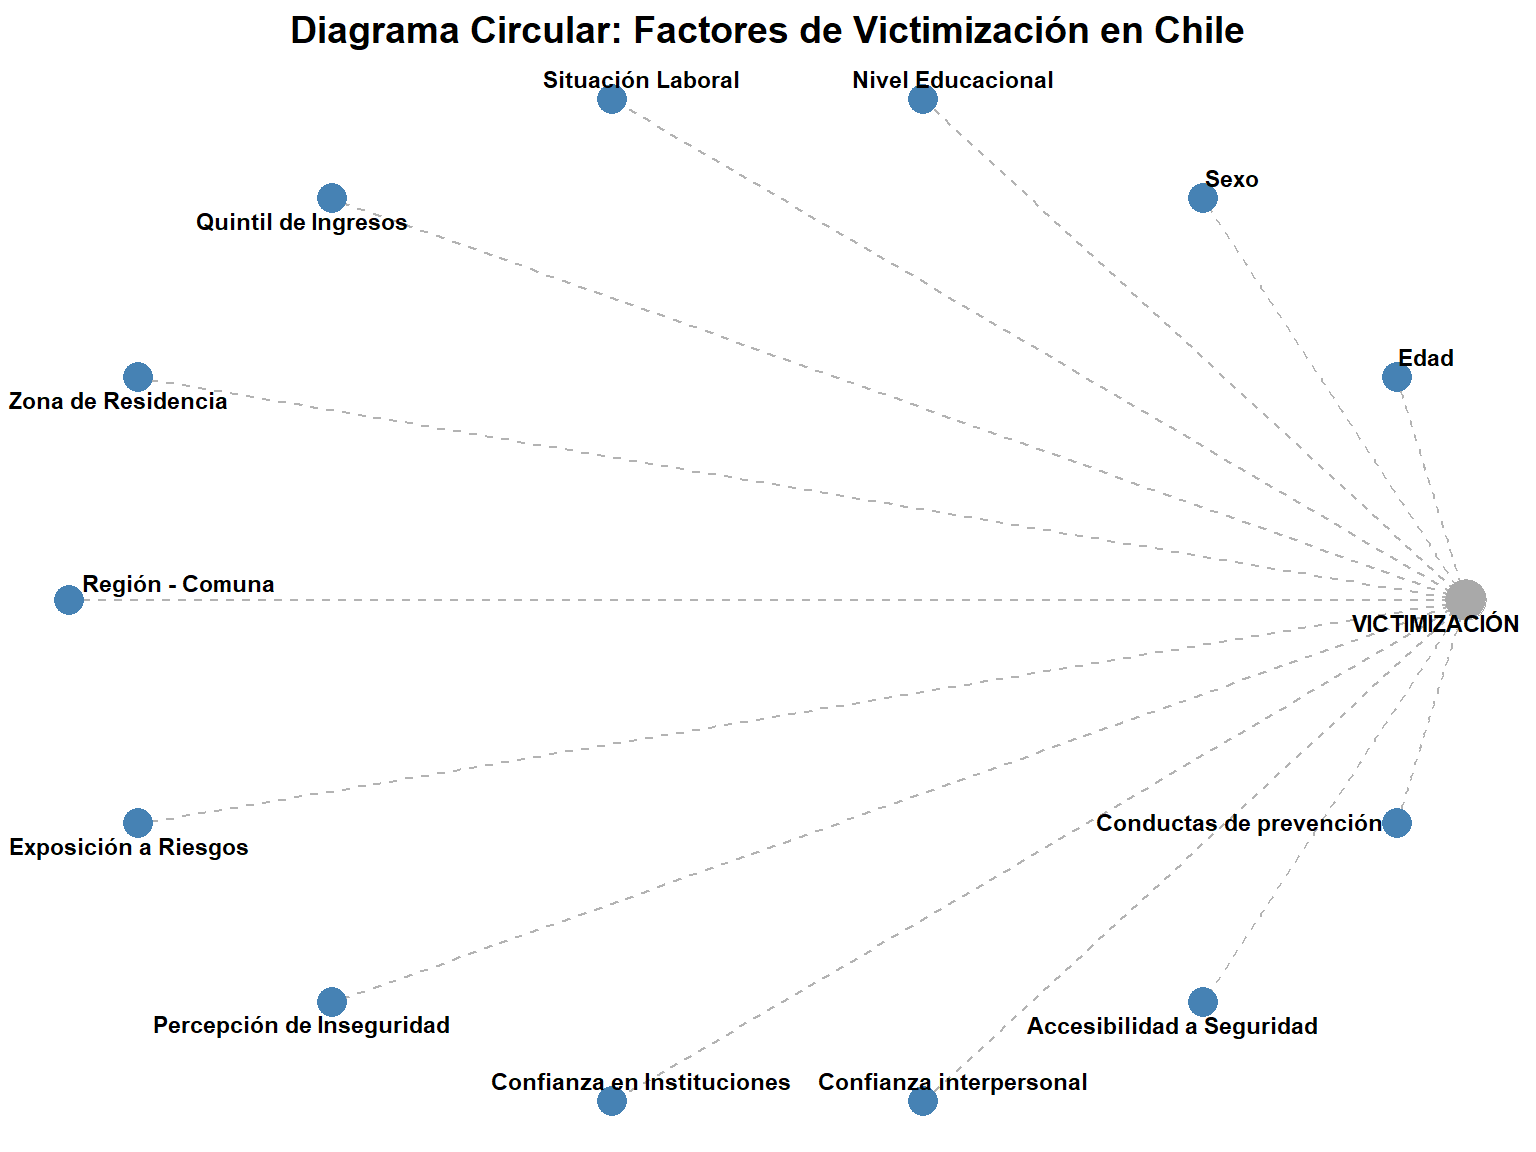 Diagrama Circular: Factores de Victimización en Chile
Situación Laboral
Nivel Educacional
Sexo
Quintil de Ingresos
Edad
Zona de Residencia
Región - Comuna
VICTIMIZACIÓN
Conductas de prevención
Exposición a Riesgos
Percepción de Inseguridad
Accesibilidad a Seguridad
Confianza en Instituciones
Confianza interpersonal